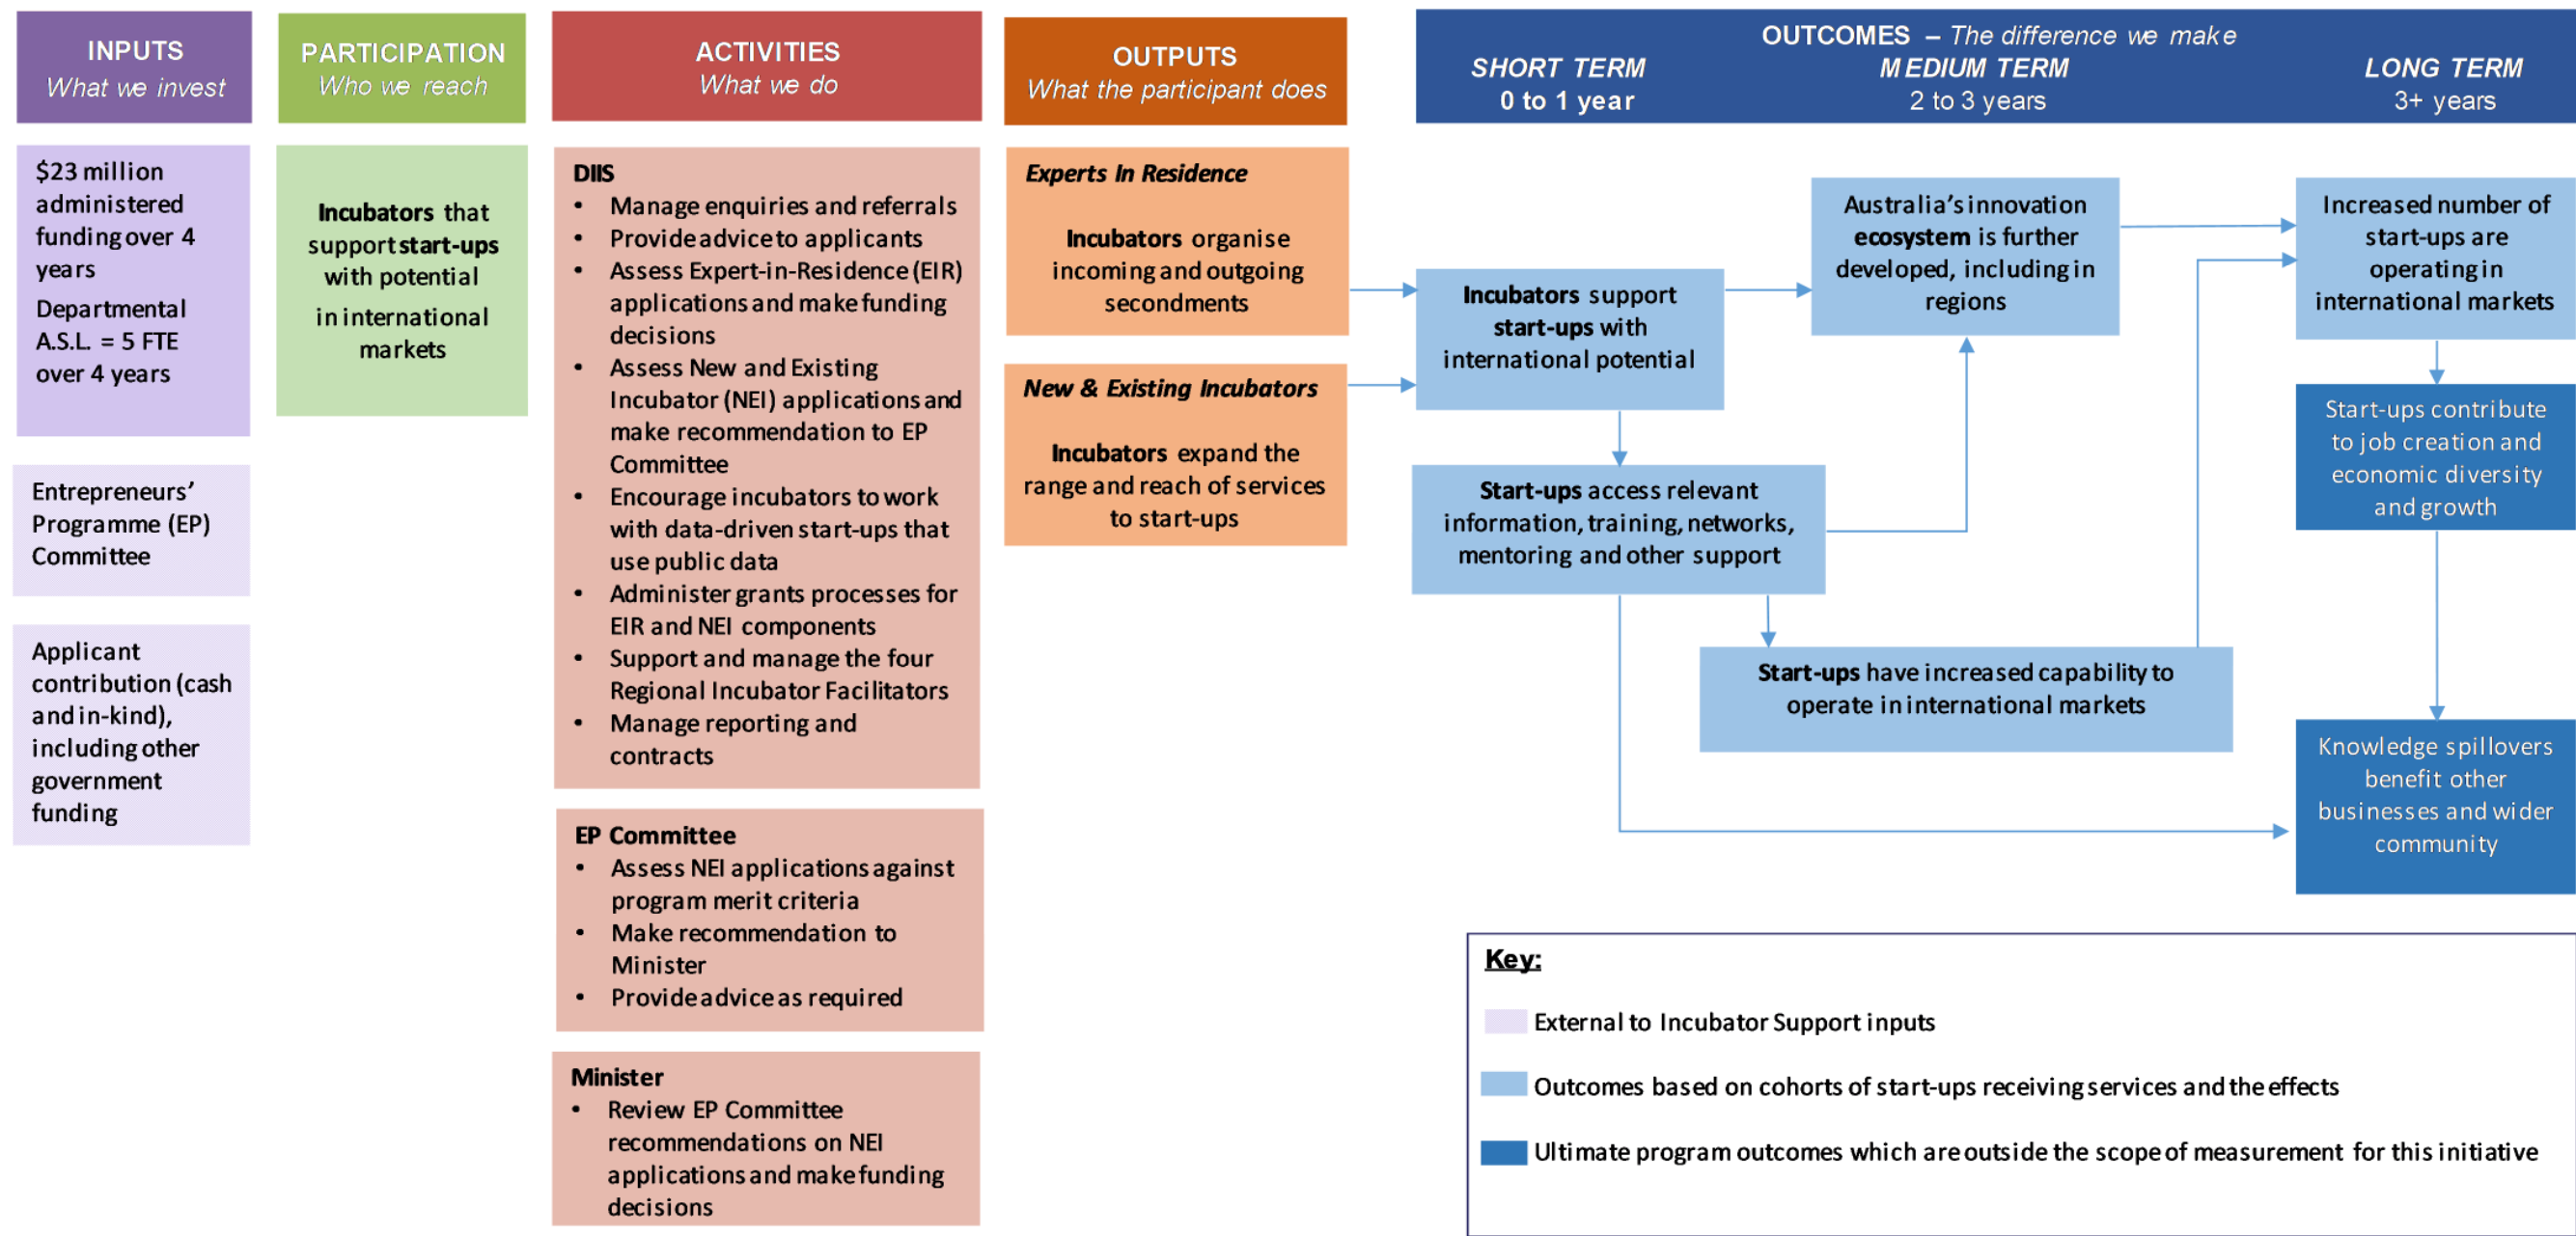 INPUTS
What we invest
$23 million
administered
funding over 4
years
Departmental
A.S.L. = 5 FTE
over 4 years
Entrepreneurs’
Programme (EP)
Committee
Applicant
contribution (cash
and in-kind),
including other
government
funding
PARTICIPATION
Who we reach
Incubators that
support start-ups
with potential
in international
markets
ACTIVITIES
What we do
DIIS
• Manage enquiries and referrals
• Provide advice to applicants
• Assess Expert-in-Residence (EIR)
applications and make funding
decisions
• Assess New and Existing
Incubator (NEI) applications and
make recommendation to EP
Committee
• Encourage incubators to work
with data-driven start-ups that
use public data
• Administer grants processes for
EIR and NEI components
• Support and manage the four
Regional Incubator Facilitators
• Manage reporting and
contracts
EP Committee
• Assess NEI applications against
program merit criteria
• Make recommendation to
Minister
• Provide advice as required
Minister
• Review EP Committee
recommendations on NEI
applications and make funding
decisions
OUTPUTS
What the participant does
Experts In Residence
Incubators organise
incoming and outgoing
secondments
New & Existing Incubators
Incubators expand the
range and reach of services
to start-ups
OUTCOMES – The difference we make
SHORT TERM
0 to 1 year
MEDIUM TERM
2 to 3 years
LONG TERM
3+ years
Incubators support
start-ups with
international potential
Start-ups access relevant
information, training, networks,
mentoring and other support
Australia’s innovation
ecosystem is further
developed, including in
regions
Start-ups have increased capability to
operate in international markets
Increased number of
start-ups are
operating in
international markets
Start-ups contribute
to job creation and
economic diversity
and growth
Knowledge spillovers
benefit other
businesses and wider
community
Key:
External to Incubator Support inputs
Outcomes based on cohorts of start-ups receiving services and the effects
Ultimate program outcomes which are outside the scope of measurement for this initiative